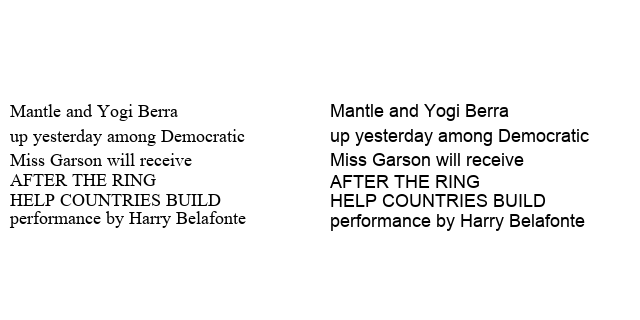 Mantle and Yogi Berra
up yesterday among Democratic
Miss Garson will receive
AFTER THE RING
HELP COUNTRIES BUILD
performance by Harry Belafonte
Mantle and Yogi Berra
up yesterday among Democratic
Miss Garson will receive
AFTER THE RING
HELP COUNTRIES BUILD
performance by Harry Belafonte